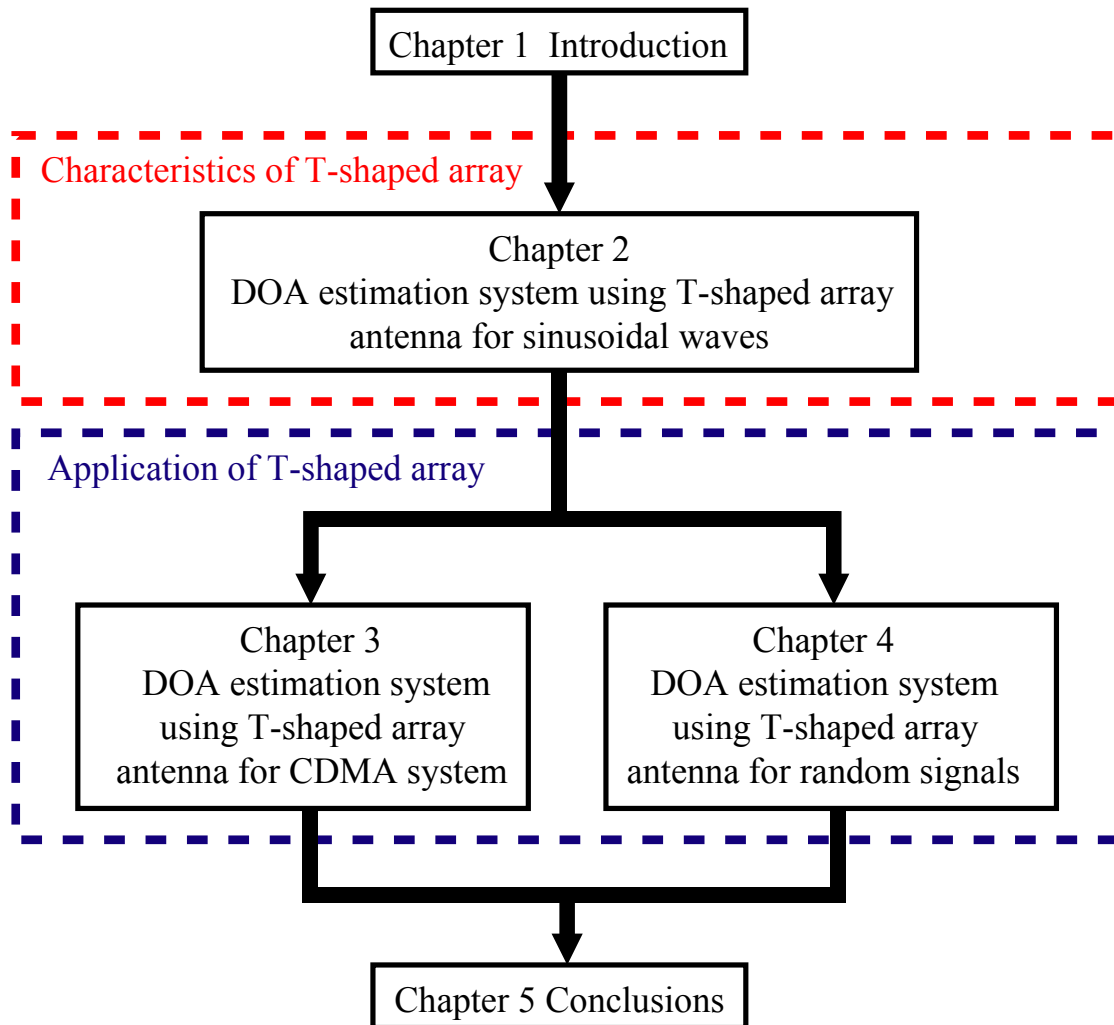 Chapter 1  Introduction
Characteristics of T-shaped array
Chapter 2
DOA estimation system using T-shaped array
antenna for sinusoidal waves
Application of T-shaped array
Chapter 3
DOA estimation system
using T-shaped array
antenna for CDMA system
Chapter 4
DOA estimation system
using T-shaped array
antenna for random signals
Chapter 5 Conclusions